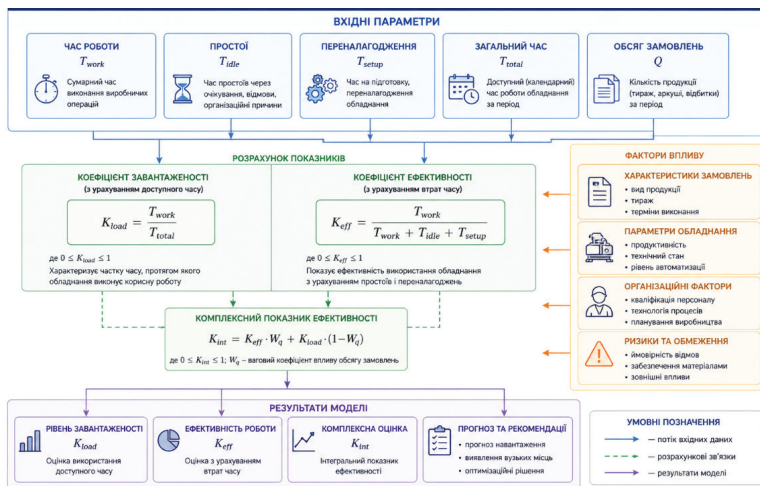 ВХІДНІ ПАРАМЕТРИ
ЧАС РОБОТИ
T_work
Сумарний час
виконання виробничих
операцій
ПРОСТОЇ
T_idle
Час простоїв через
очікування, відмови,
організаційні причини
ПЕРЕНАЛАГОДЖЕННЯ
T_setup
Час на підготовку,
переналагодження
обладнання
ЗАГАЛЬНИЙ ЧАС
T_total
Доступний (календарний)
час роботи обладнання
за період
ОБСЯГ ЗАМОВЛЕНЬ
Q
Кількість продукції
(тираж, аркуші, відбитки)
за період
РОЗРАХУНОК ПОКАЗНИКІВ
КОЕФІЦІЄНТ ЗАВАНТАЖЕНОСТІ
(з урахуванням доступного часу)
K_load = T_work / T_total
де 0 ≤ K_load ≤ 1
Характеризує частку часу, протягом якого
обладнання виконує корисну роботу
КОЕФІЦІЄНТ ЕФЕКТИВНОСТІ
(з урахуванням втрат часу)
K_eff = T_work / T_work + T_idle + T_setup
де 0 ≤ K_eff ≤ 1
Показує ефективність використання обладнання
з урахуванням простоїв і переналагоджень
КОМПЛЕКСНИЙ ПОКАЗНИК ЕФЕКТИВНОСТІ
K_int = K_eff · W_q + K_load · (1−W_q)
де 0 ≤ K_int ≤ 1; W_q – ваговий коефіцієнт впливу обсягу замовлень
ФАКТОРИ ВПЛИВУ
ХАРАКТЕРИСТИКИ ЗАМОВЛЕНЬ
• вид продукції
• тираж
• терміни виконання
ПАРАМЕТРИ ОБЛАДНАННЯ
• продуктивність
• технічний стан
• рівень автоматизації
ОРГАНІЗАЦІЙНІ ФАКТОРИ
• кваліфікація персоналу
• технологія процесів
• планування виробництва
РИЗИКИ ТА ОБМЕЖЕННЯ
• ймовірність відмов
• забезпечення матеріалами
• зовнішні впливи
РЕЗУЛЬТАТИ МОДЕЛІ
РІВЕНЬ ЗАВАНТАЖЕНОСТІ
K_load
Оцінка використання
доступного часу
ЕФЕКТИВНІСТЬ РОБОТИ
K_eff
Оцінка з урахуванням
втрат часу
КОМПЛЕКСНА ОЦІНКА
K_int
Інтегральний показник
ефективності
ПРОГНОЗ ТА РЕКОМЕНДАЦІЇ
• прогноз навантаження
• виявлення вузьких місць
• оптимізаційні рішення
УМОВНІ ПОЗНАЧЕННЯ
— потік вхідних даних
— розрахункові зв'язки
— результати моделі